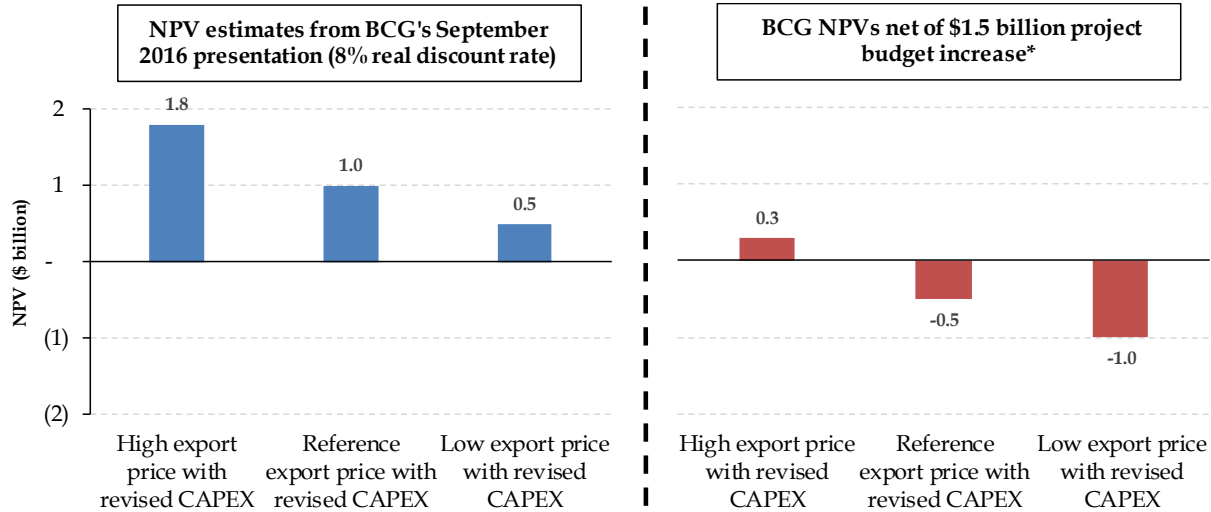 NPV estimates from BCG's September
2016 presentation (8% real discount rate)
BCG NPVs net of $1.5 billion project
budget increase*
NPV ($ billion)
2
1
-
(1)
(2)
1.8
1.0
0.5
0.3
-0.5
-1.0
High export
price with
revised CAPEX
Reference
export price with
revised CAPEX
Low export price
with revised
CAPEX
High export price
with revised
CAPEX
Reference
export price with
revised CAPEX
Low export price
with revised
CAPEX